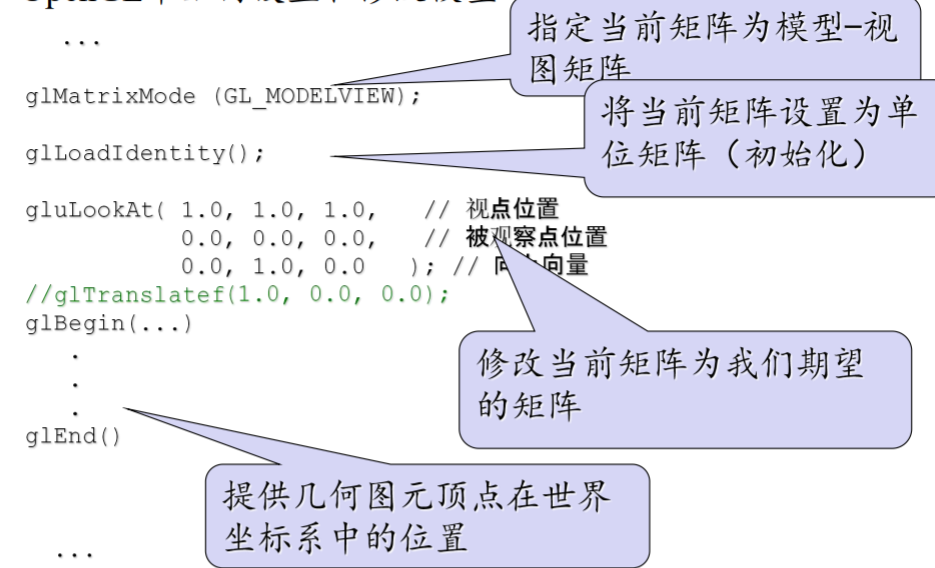 ...
指定当前矩阵为模型-视
图矩阵
glMatrixMode (GL_MODELVIEW);
将当前矩阵设置为单
位矩阵（初始化）
glLoadIdentity();
gluLookAt( 1.0, 1.0, 1.0, // 视点位置
0.0, 0.0, 0.0, // 被观察点位置
0.0, 1.0, 0.0 ); // 向量
//glTranslatef(1.0, 0.0, 0.0);
glBegin(...)
.
.
.
修改当前矩阵为我们期望
的矩阵
glEnd()
提供几何图元顶点在世界
坐标系中的位置
...